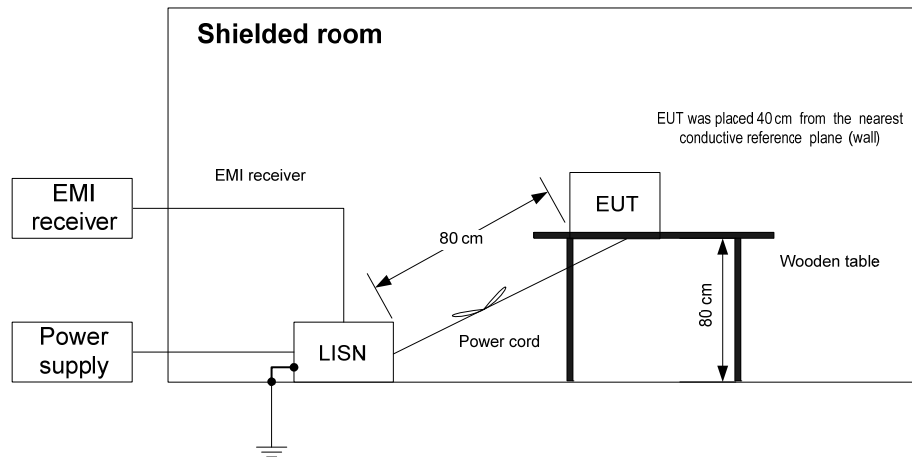 Shielded room
EUT was placed 40 cm from the nearest
conductive reference plane (wall)
EMI receiver
EMI
receiver
EUT
80 cm
Wooden table
80 cm
Power
supply
LISN
Power cord